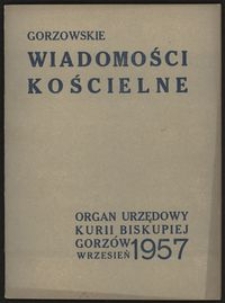 GORZOWSKIE
WIADOMOŚCI
KOŚCIELNE
ORGAN URZĘDOWY
KURII BISKUPIEJ
GORZÓW 1957
WRZESIEŃ